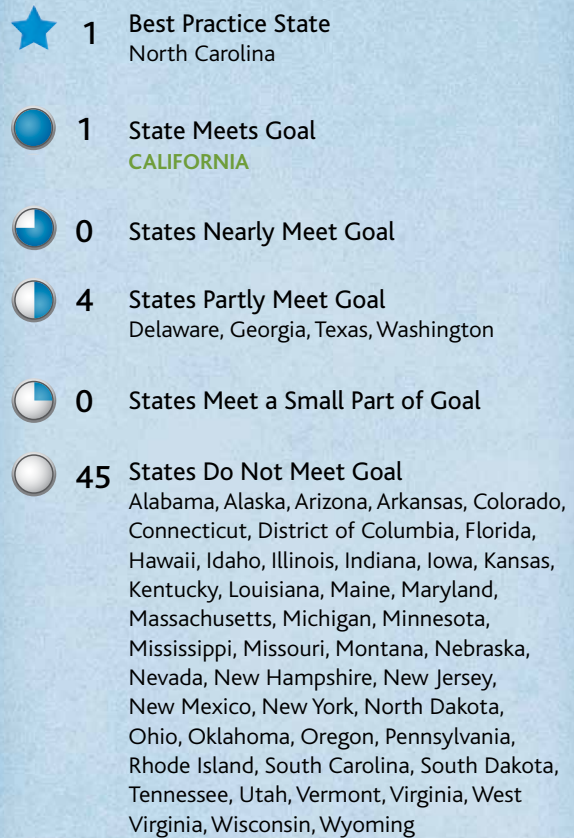 1 Best Practice State
North Carolina
1 State Meets Goal
CALIFORNIA
0 States Nearly Meet Goal
4 States Partly Meet Goal
Delaware, Georgia, Texas, Washington
0 States Meet a Small Part of Goal
45 States Do Not Meet Goal
Alabama, Alaska, Arizona, Arkansas, Colorado,
Connecticut, District of Columbia, Florida,
Hawaii, Idaho, Illinois, Indiana, Iowa, Kansas,
Kentucky, Louisiana, Maine, Maryland,
Massachusetts, Michigan, Minnesota,
Mississippi, Missouri, Montana, Nebraska,
Nevada, New Hampshire, New Jersey,
New Mexico, New York, North Dakota,
Ohio, Oklahoma, Oregon, Pennsylvania,
Rhode Island, South Carolina, South Dakota,
Tennessee, Utah, Vermont, Virginia, West
Virginia, Wisconsin, Wyoming